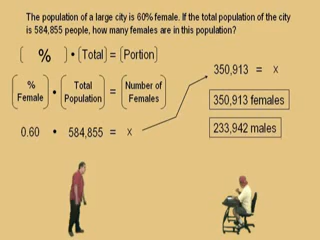 The population of a large city is 60% female. If the total population of the city
is 584,855 people, how many females are in this population?
% • Total = Portion
% Female • Total Population = Number of Females
0.60 • 584,855 = x
350,913 = x
350,913 females
233,942 males